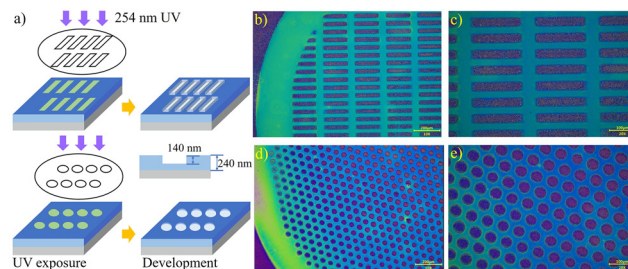 a)
254 nm UV
140 nm
240 nm
UV exposure
Development
b)
c)
d)
e)